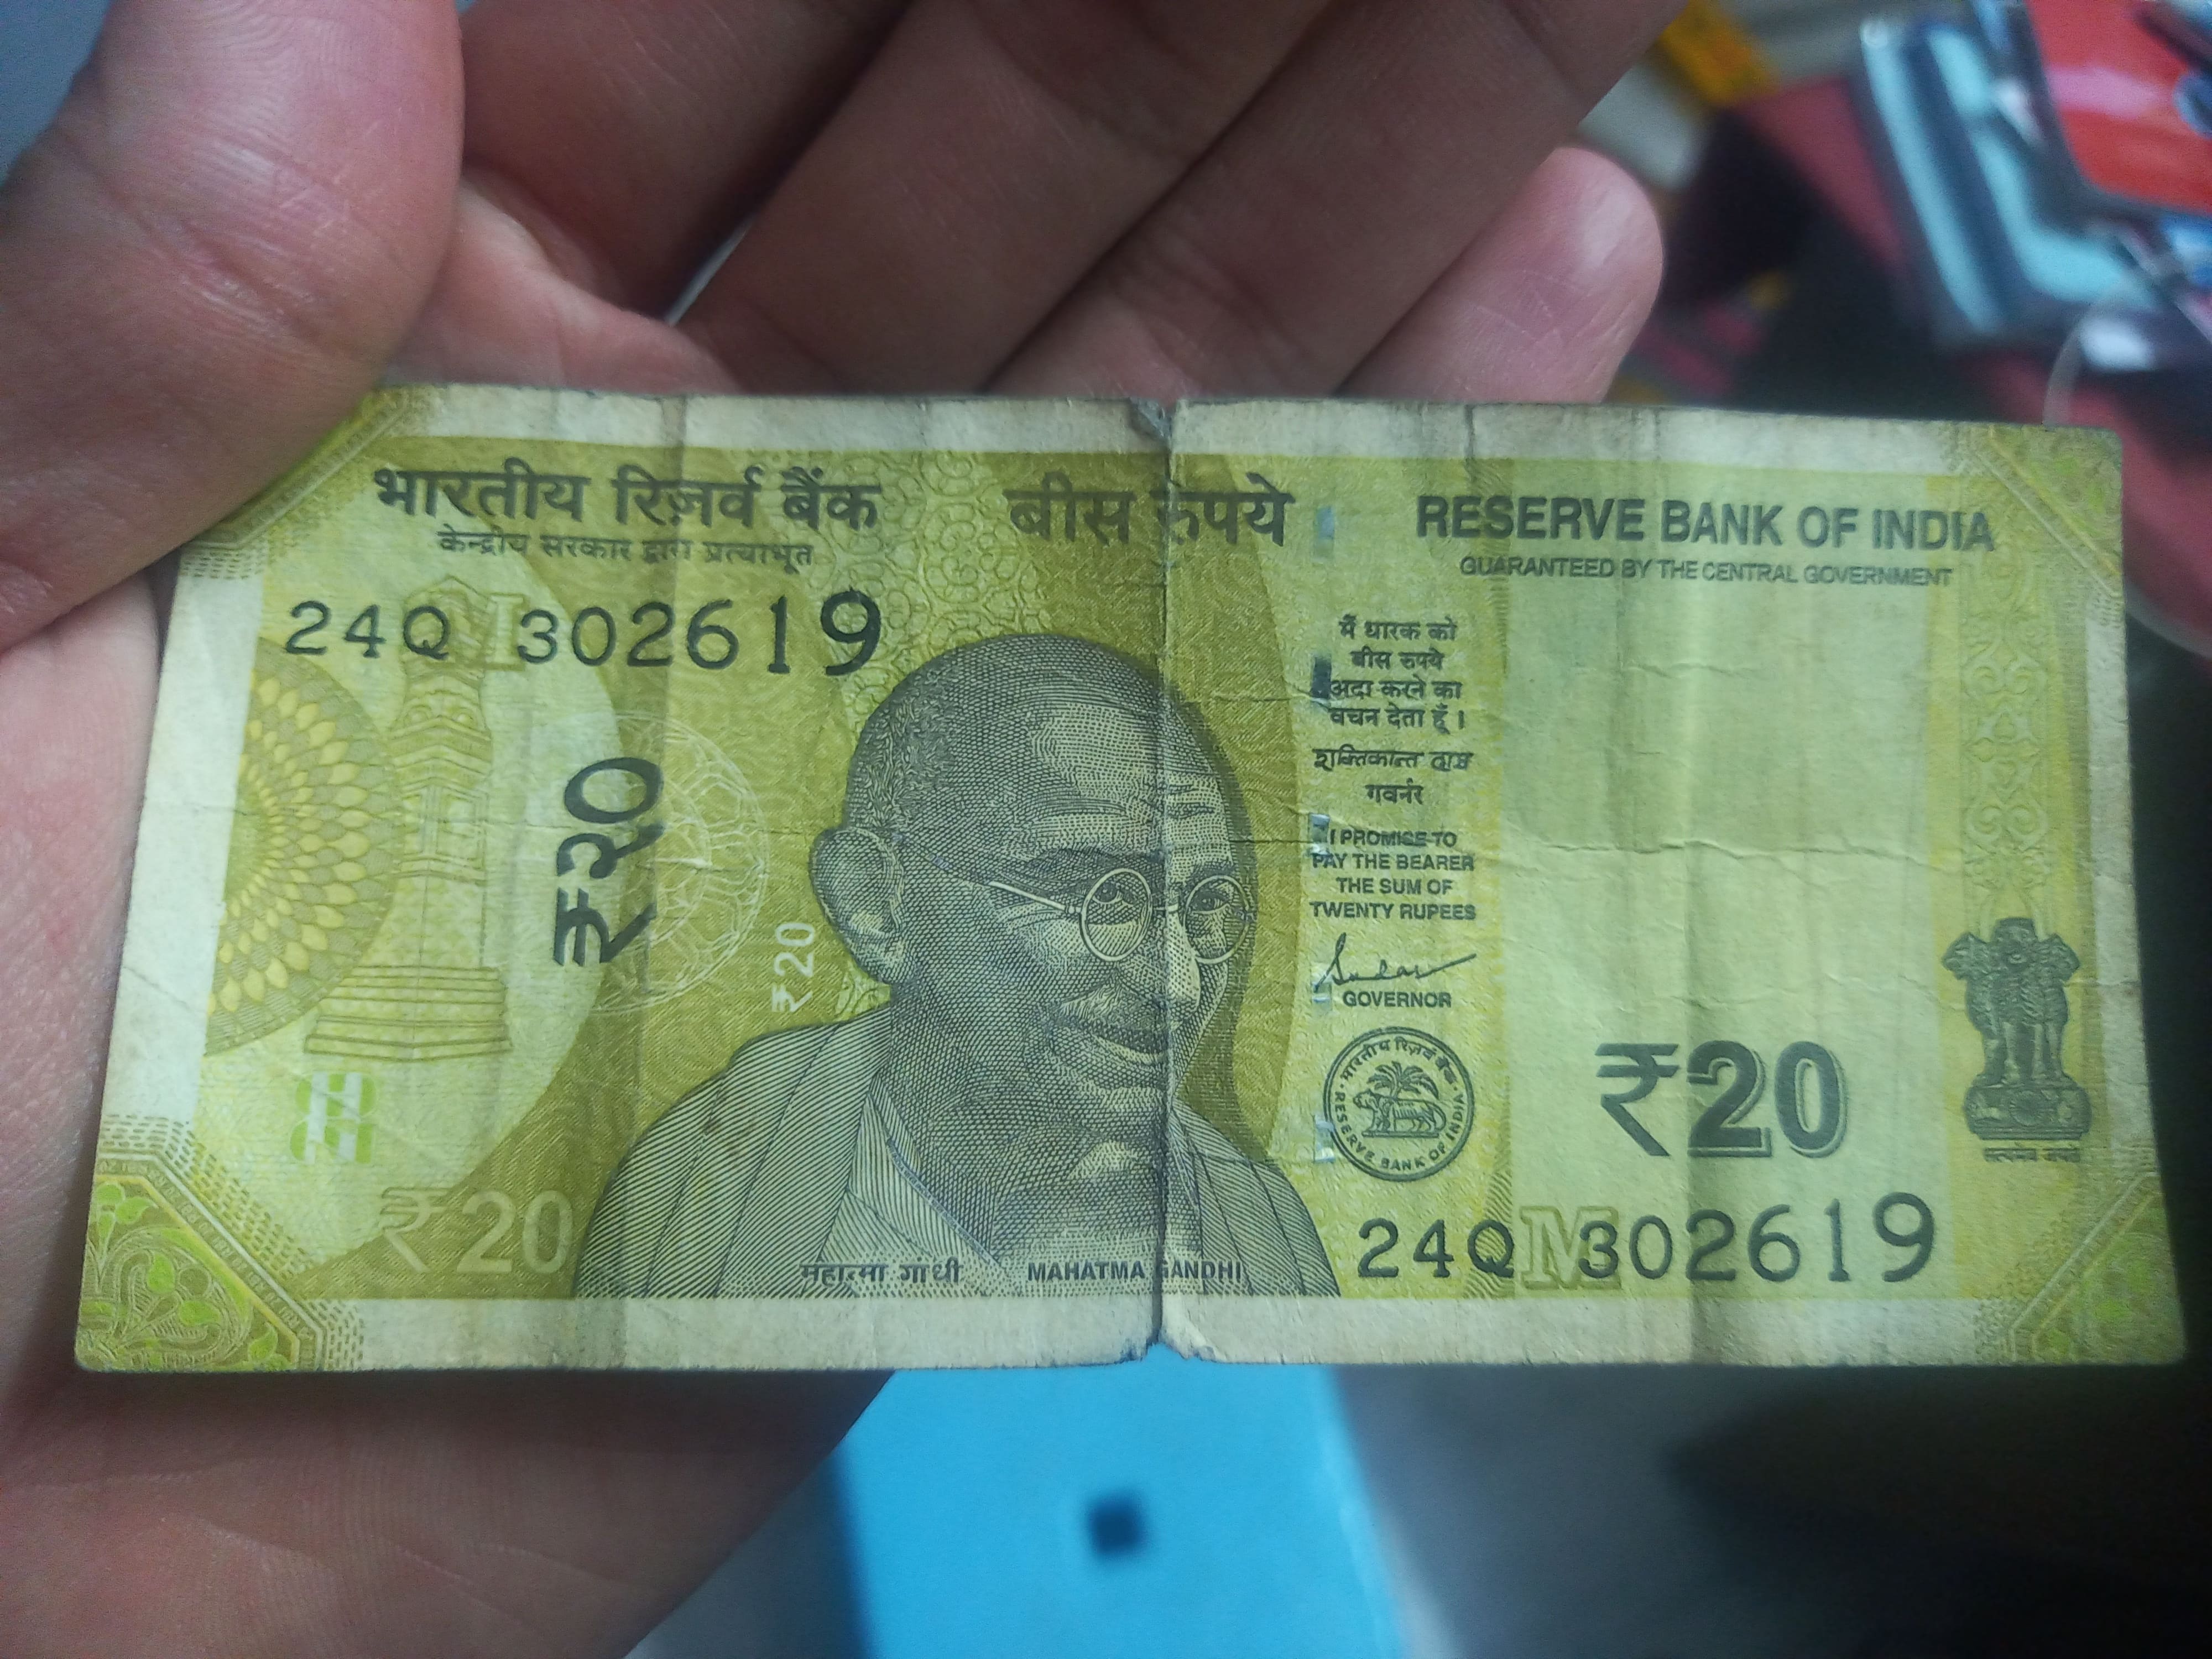 भारतीय रिज़र्व बैंक
केन्द्रीय सरकार द्वारा प्रत्याभूत
बीस रुपये
RESERVE BANK OF INDIA
GUARANTEED BY THE CENTRAL GOVERNMENT
24Q 302619
₹२०
₹20
₹20
महात्मा गांधी
MAHATMA GANDHI
मैं धारक को
बीस रुपये
अदा करने का
वचन देता हूँ।
शक्तिकान्त दास
गवर्नर
I PROMISE TO
PAY THE BEARER
THE SUM OF
TWENTY RUPEES
GOVERNOR
भारतीय रिज़र्व बैंक
RESERVE BANK OF INDIA
₹20
सत्यमेव जयते
M
24Q 302619